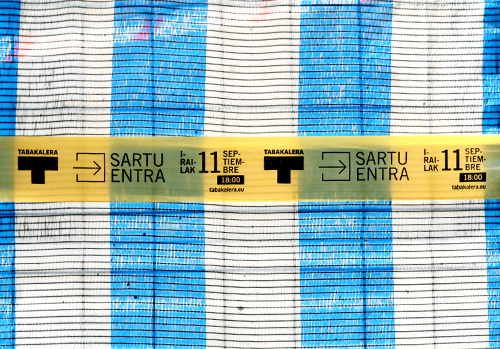 TABAKALERA
SARTU
ENTRA
I-
RAI-
LAK
11
SEP-
TIEM-
BRE
18:00
tabakalera.eu
TABAKALERA
SARTU
ENTRA
I-
RAI-
LAK
11
SEP-
TIEM-
BRE
18:00
tabakalera.eu